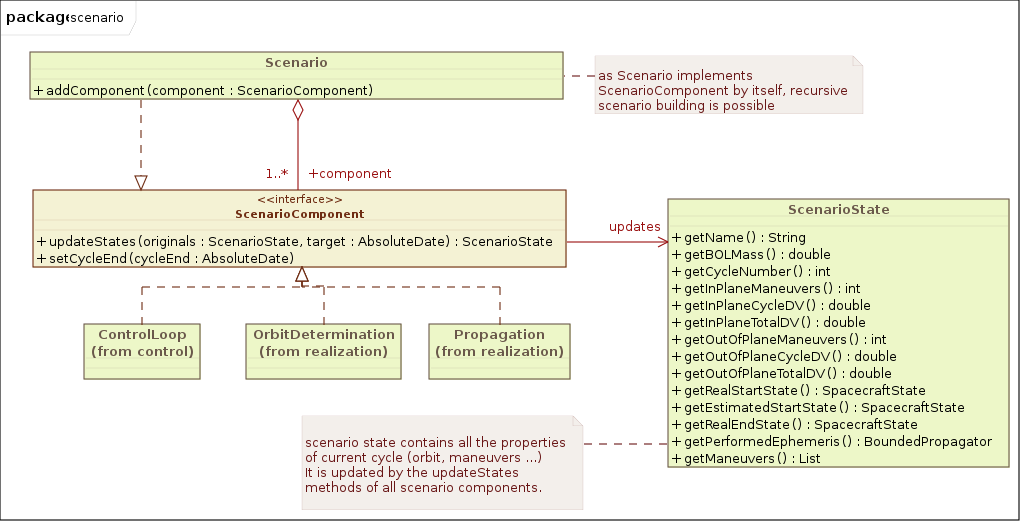 package scenario
Scenario
+ addComponent(component : ScenarioComponent)
as Scenario implements
ScenarioComponent by itself, recursive
scenario building is possible
1..* +component
<<interface>>
ScenarioComponent
+ updateStates(originals : ScenarioState, target : AbsoluteDate) : ScenarioState
+ setCycleEnd(cycleEnd : AbsoluteDate)
updates
ScenarioState
+ getName() : String
+ getBOLMass() : double
+ getCycleNumber() : int
+ getInPlaneManeuvers() : int
+ getInPlaneCycleDV() : double
+ getInPlaneTotalDV() : double
+ getOutOfPlaneManeuvers() : int
+ getOutOfPlaneCycleDV() : double
+ getOutOfPlaneTotalDV() : double
+ getRealStartState() : SpacecraftState
+ getEstimatedStartState() : SpacecraftState
+ getRealEndState() : SpacecraftState
+ getPerformedEphemeris() : BoundedPropagator
+ getManeuvers() : List
ControlLoop
(from control)
OrbitDetermination
(from realization)
Propagation
(from realization)
scenario state contains all the properties
of current cycle (orbit, maneuvers ...)
It is updated by the updateStates
methods of all scenario components.